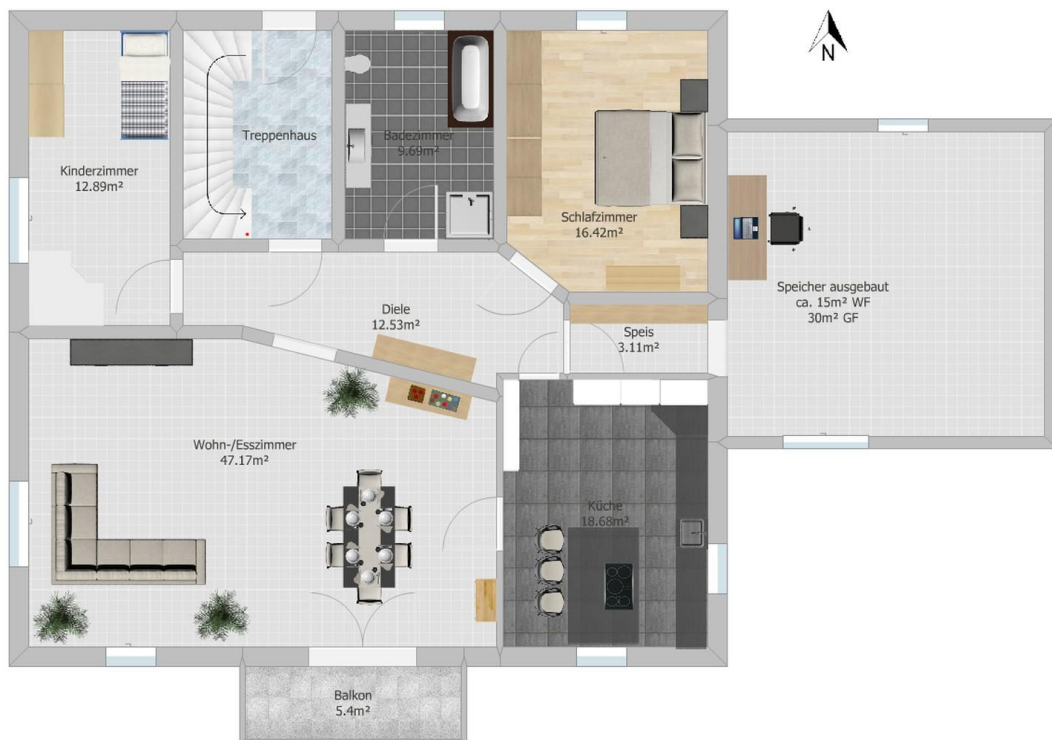 N
Treppenhaus
Badezimmer
9.69m²
Kinderzimmer
12.89m²
Schlafzimmer
16.42m²
Speicher ausgebaut
ca. 15m² WF
30m² GF
Diele
12.53m²
Speis
3.11m²
Wohn-/Esszimmer
47.17m²
Küche
18.68m²
Balkon
5.4m²